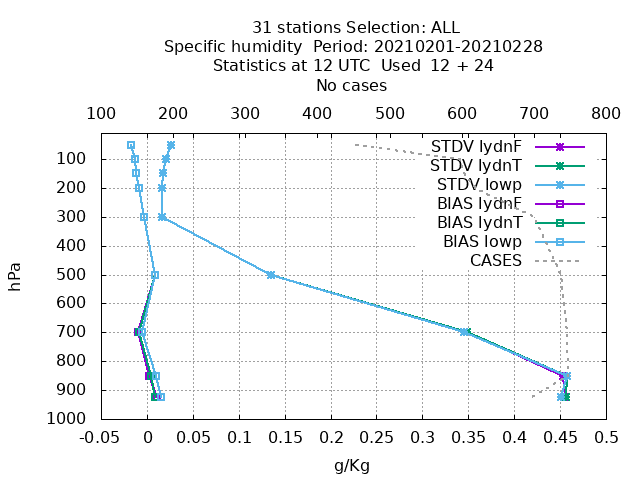 31 stations Selection: ALL
Specific humidity  Period: 20210201-20210228
Statistics at 12 UTC  Used  12 + 24
No cases
100 200 300 400 500 600 700 800
STDV lydnF
STDV lydnT
STDV lowp
BIAS lydnF
BIAS lydnT
BIAS lowp
CASES
100
200
300
400
500
600
700
800
900
1000
hPa
-0.05 0 0.05 0.1 0.15 0.2 0.25 0.3 0.35 0.4 0.45 0.5
g/Kg